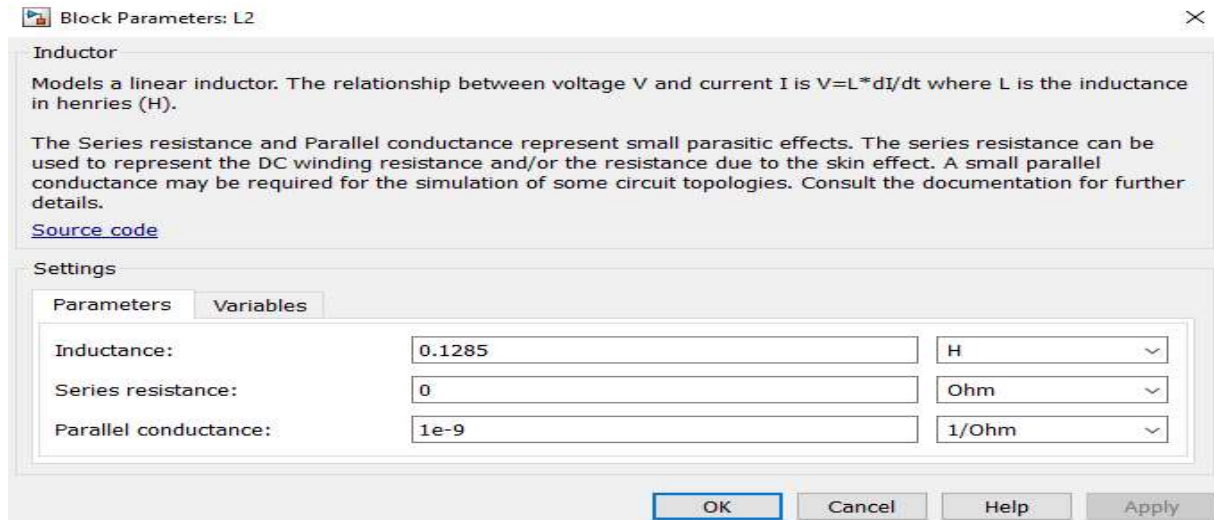 Block Parameters: L2
Inductor
Models a linear inductor. The relationship between voltage V and current I is V=L*dI/dt where L is the inductance
in henries (H).
The Series resistance and Parallel conductance represent small parasitic effects. The series resistance can be
used to represent the DC winding resistance and/or the resistance due to the skin effect. A small parallel
conductance may be required for the simulation of some circuit topologies. Consult the documentation for further
details.
Source code
Settings
Parameters Variables
Inductance: 0.1285 H
Series resistance: 0 Ohm
Parallel conductance: 1e-9 1/Ohm
OK Cancel Help Apply